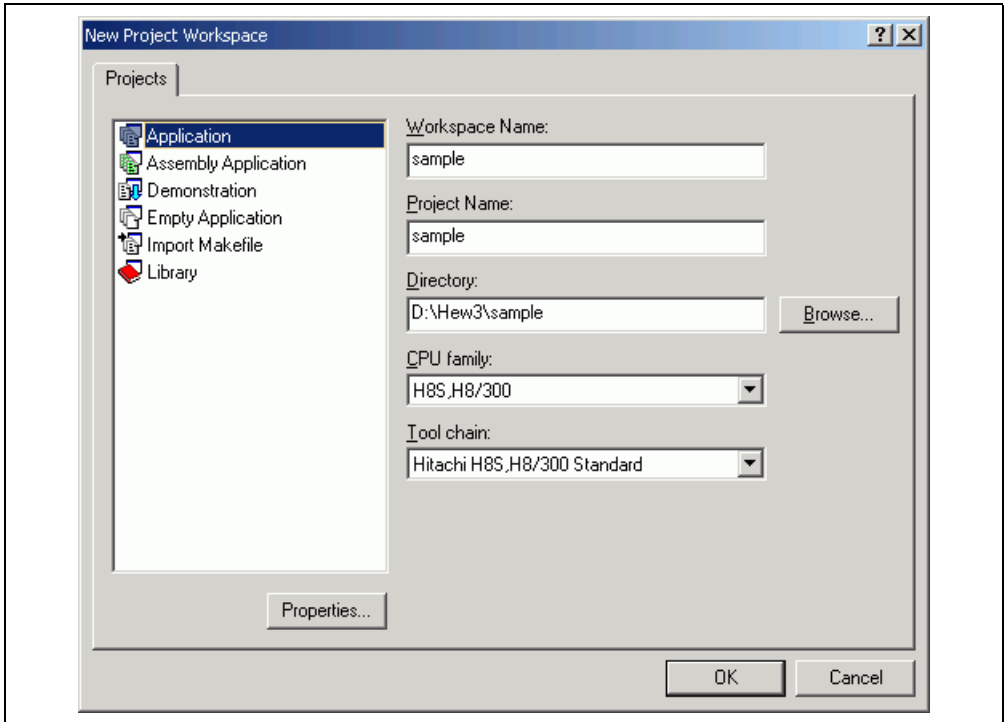 New Project Workspace
Projects
Application
Assembly Application
Demonstration
Empty Application
Import Makefile
Library
Properties...
Workspace Name:
sample
Project Name:
sample
Directory:
D:\Hew3\sample
Browse...
CPU family:
H8S,H8/300
Tool chain:
Hitachi H8S,H8/300 Standard
OK
Cancel